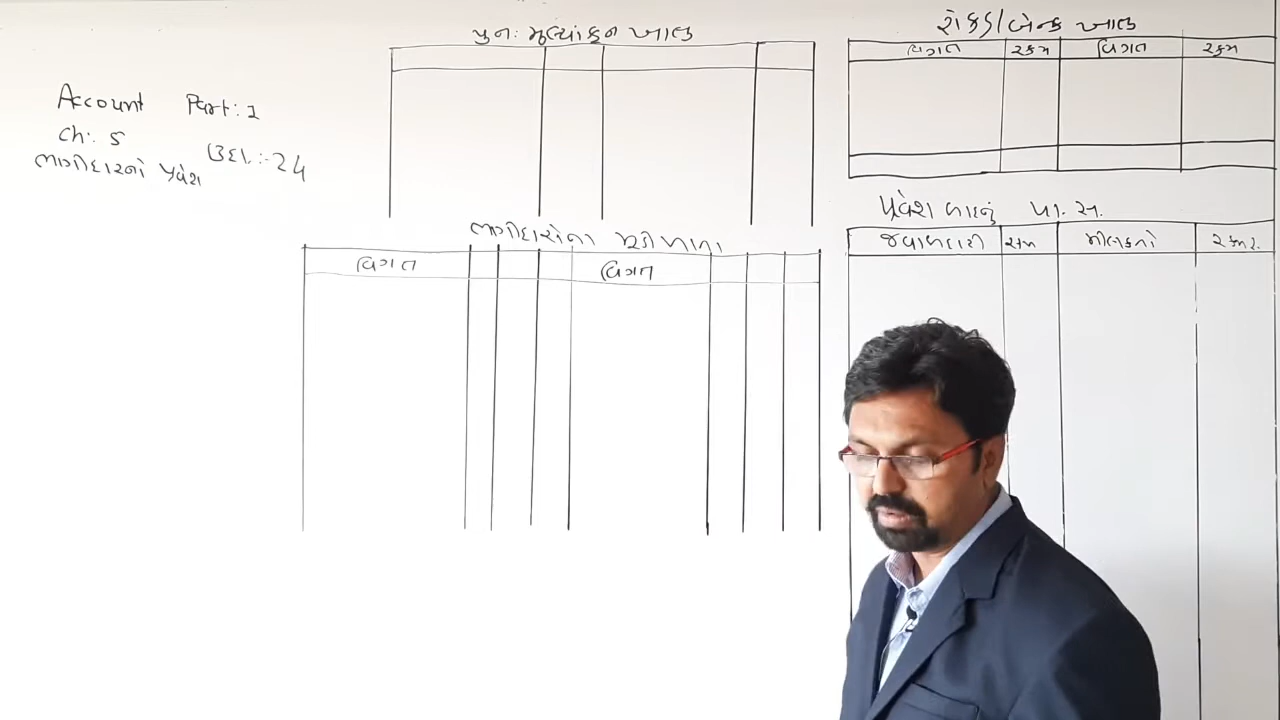 Account Part: 1
Ch: 5
ઉદા.:- 24
ભાગીદારનો પ્રવેશ
પુન: મૂલ્યાંકન ખાતુ
રોકડ/બેન્ક ખાતુ
વિગત રકમ વિગત રકમ
ભાગીદારોના મૂડી ખાતા
વિગત વિગત
પ્રવેશ બાદનું પા. સ.
જવાબદારી રકમ મિલકતો રકમ